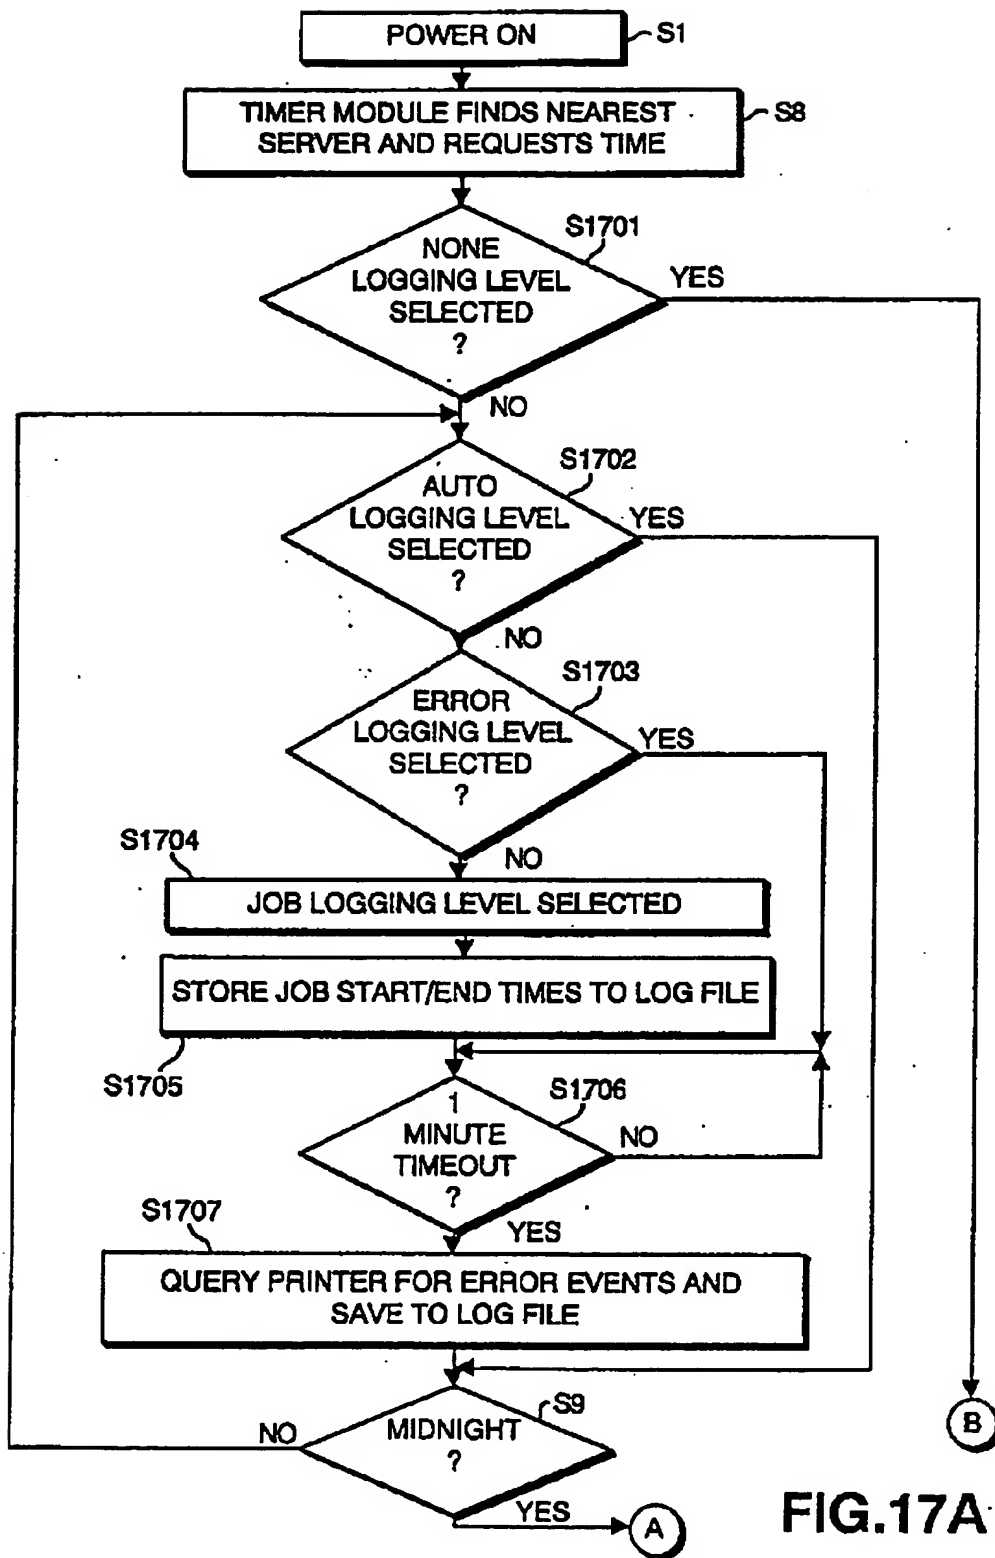 POWER ON
S1
TIMER MODULE FINDS NEAREST
SERVER AND REQUESTS TIME
S8
S1701
NONE
LOGGING LEVEL
SELECTED
?
YES
NO
S1702
AUTO
LOGGING LEVEL
SELECTED
?
YES
NO
S1703
ERROR
LOGGING LEVEL
SELECTED
?
YES
NO
S1704
JOB LOGGING LEVEL SELECTED
STORE JOB START/END TIMES TO LOG FILE
S1705
S1706
1
MINUTE
TIMEOUT
?
NO
YES
S1707
QUERY PRINTER FOR ERROR EVENTS AND
SAVE TO LOG FILE
S9
MIDNIGHT
?
NO
YES
A
B
FIG.17A